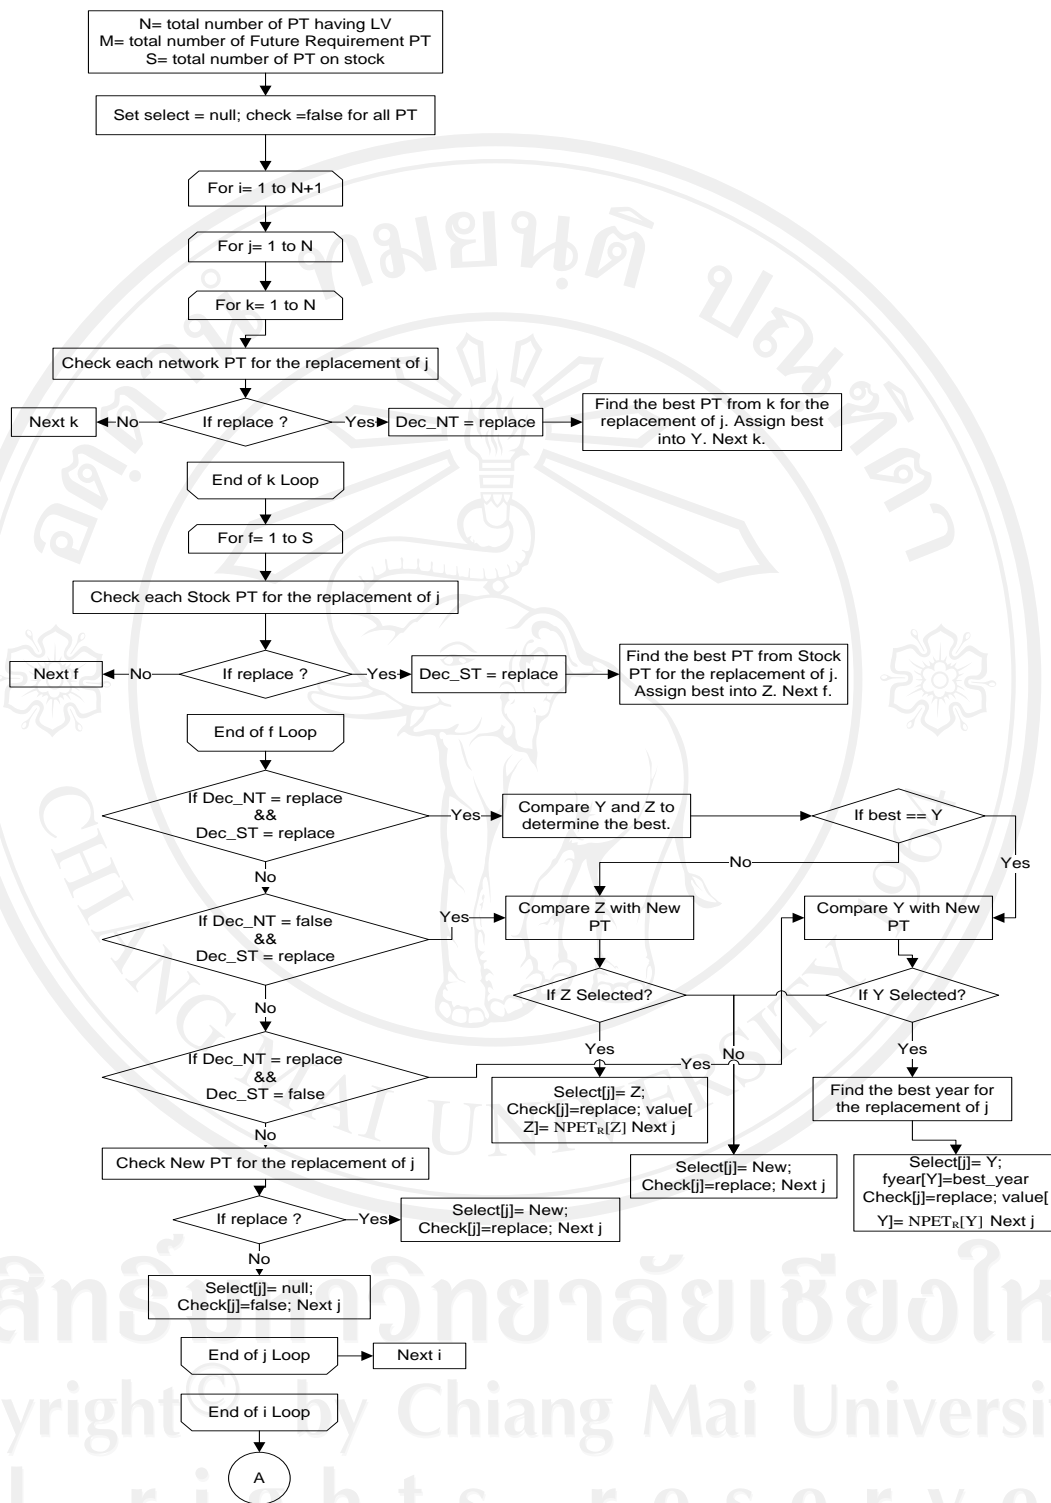 N= total number of PT having LV
M= total number of Future Requirement PT
S= total number of PT on stock
Set select = null; check =false for all PT
For i= 1 to N+1
For j= 1 to N
For k= 1 to N
Check each network PT for the replacement of j
Next k
No
If replace ?
Yes
Dec_NT = replace
Find the best PT from k for the
replacement of j. Assign best
into Y. Next k.
End of k Loop
For f= 1 to S
Check each Stock PT for the replacement of j
Next f
No
If replace ?
Yes
Dec_ST = replace
Find the best PT from Stock
PT for the replacement of j.
Assign best into Z. Next f.
End of f Loop
If Dec_NT = replace
&&
Dec_ST = replace
Yes
Compare Y and Z to
determine the best.
If best == Y
No
Yes
No
If Dec_NT = false
&&
Dec_ST = replace
Yes
Compare Z with New
PT
Compare Y with New
PT
If Z Selected?
If Y Selected?
No
If Dec_NT = replace
&&
Dec_ST = false
Yes
Yes
No
Yes
Select[j]= Z;
Check[j]=replace; value[
Z]= NPET_R[Z] Next j
Find the best year for
the replacement of j
No
Check New PT for the replacement of j
Select[j]= New;
Check[j]=replace; Next j
Select[j]= Y;
fyear[Y]=best_year
Check[j]=replace; value[
Y]= NPET_R[Y] Next j
If replace ?
Yes
Select[j]= New;
Check[j]=replace; Next j
No
Select[j]= null;
Check[j]=false; Next j
End of j Loop
Next i
End of i Loop
A
CHIANG MAI UNIVERSITY
by Chiang Mai